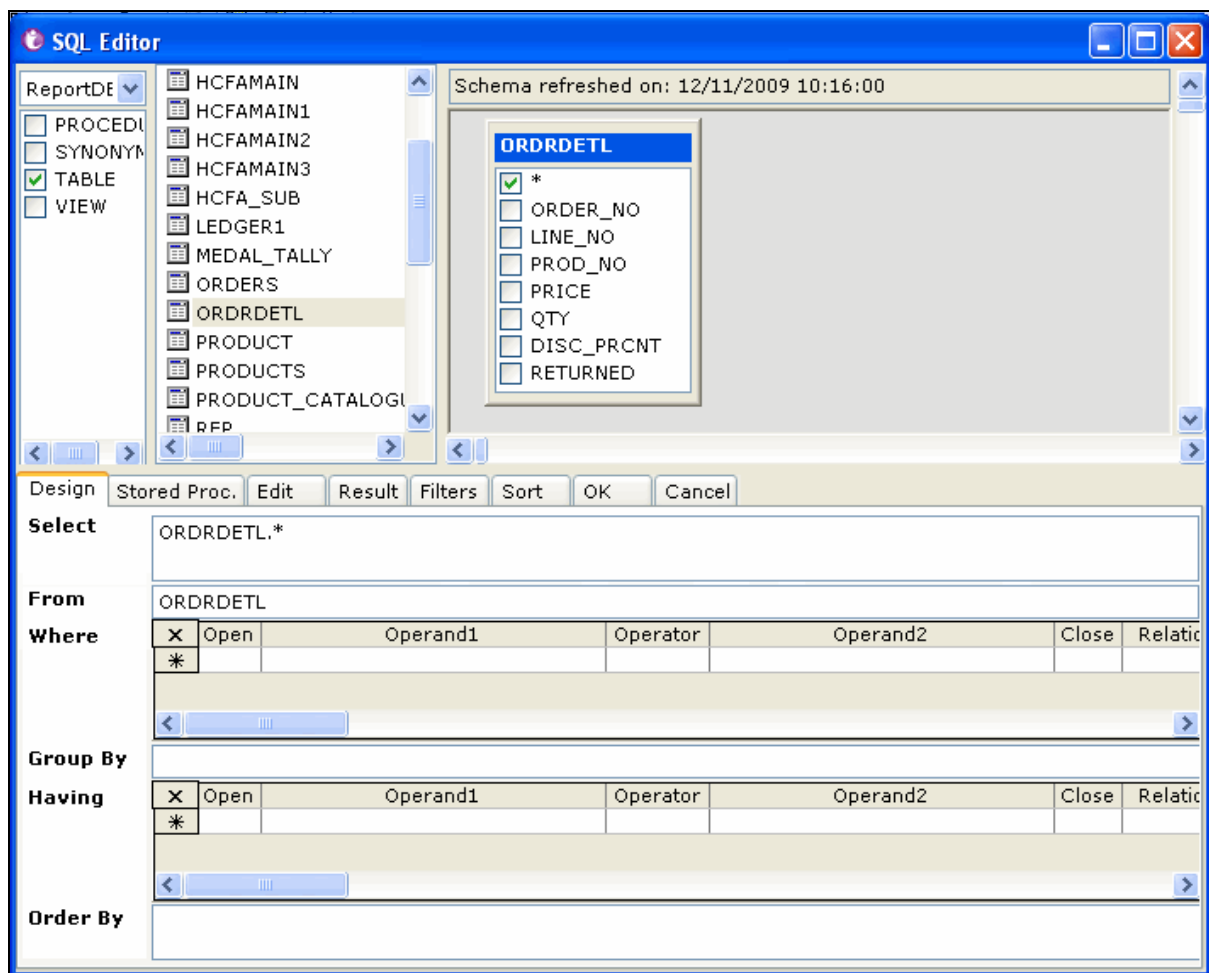 SQL Editor
ReportDE
PROCEDU
SYNONYM
TABLE
VIEW
HCFAMAIN
HCFAMAIN1
HCFAMAIN2
HCFAMAIN3
HCFA_SUB
LEDGER1
MEDAL_TALLY
ORDERS
ORDRDETL
PRODUCT
PRODUCTS
PRODUCT_CATALOGU
REP
Schema refreshed on: 12/11/2009 10:16:00
ORDRDETL
*
ORDER_NO
LINE_NO
PROD_NO
PRICE
QTY
DISC_PRCNT
RETURNED
Design Stored Proc. Edit Result Filters Sort OK Cancel
Select ORDRDETL.*
From ORDRDETL
Where × Open Operand1 Operator Operand2 Close Relatic
*
Group By
Having × Open Operand1 Operator Operand2 Close Relatic
*
Order By